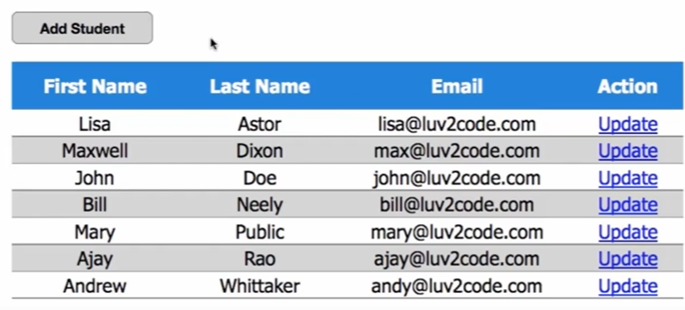 Add Student
First Name Last Name Email Action
Lisa Astor lisa@luv2code.com Update
Maxwell Dixon max@luv2code.com Update
John Doe john@luv2code.com Update
Bill Neely bill@luv2code.com Update
Mary Public mary@luv2code.com Update
Ajay Rao ajay@luv2code.com Update
Andrew Whittaker andy@luv2code.com Update